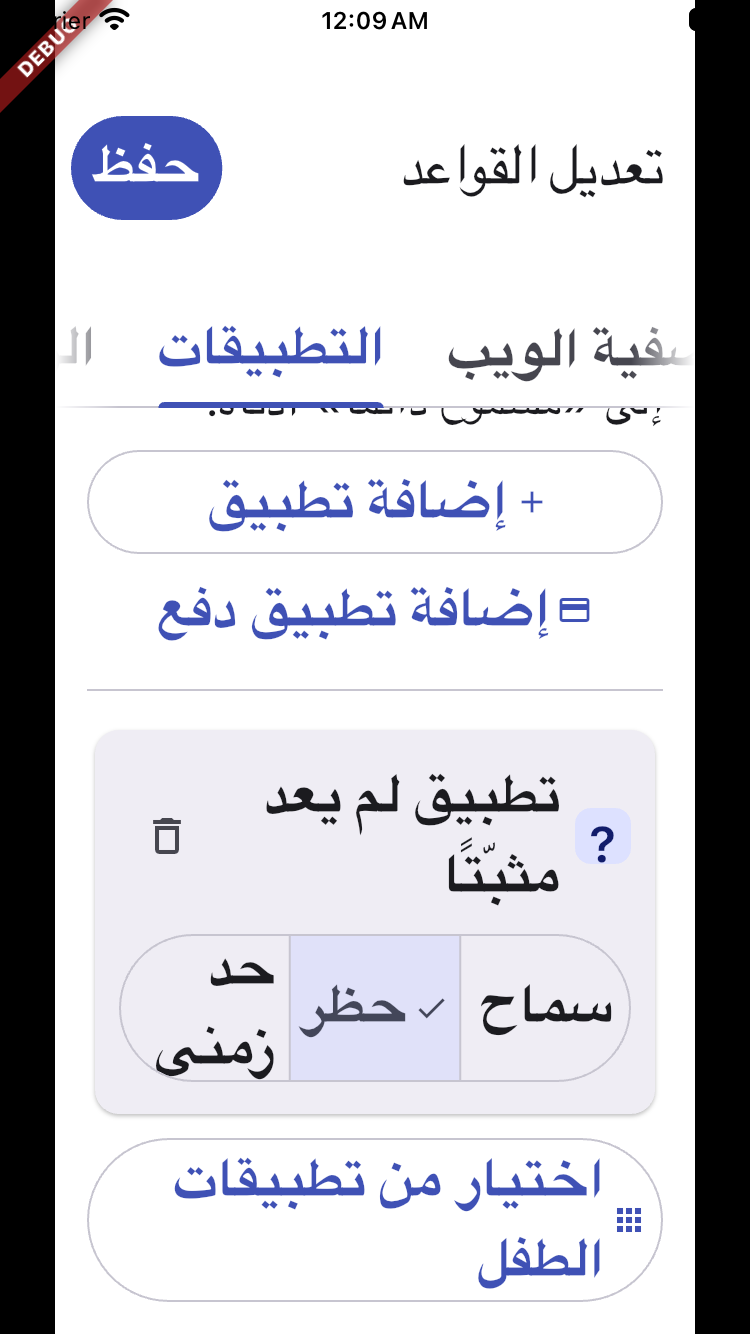 12:09 AM
DEBUG
تعديل القواعد
حفظ
التطبيقات
الويب
+ إضافة تطبيق
إضافة تطبيق دفع
تطبيق لم يعد
مثبّتًا
?
سماح
حظر
حد
زمني
اختيار من تطبيقات
الطفل